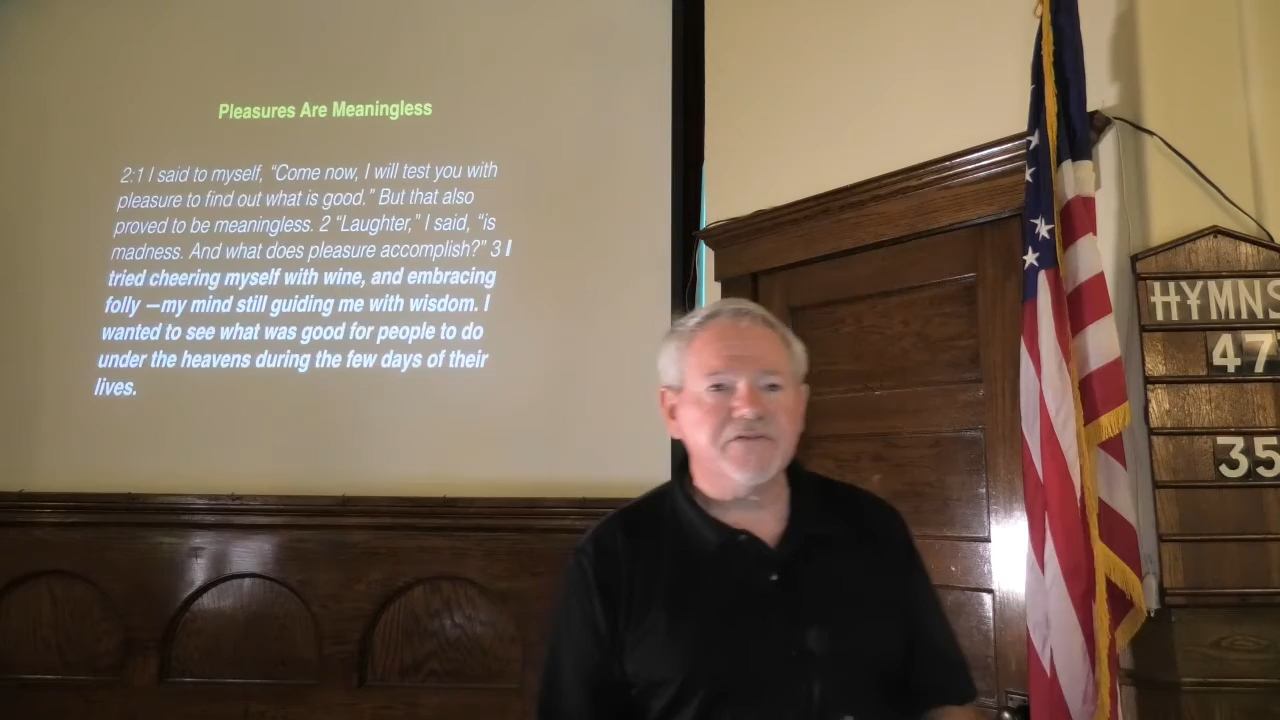 Pleasures Are Meaningless
2:1 I said to myself, “Come now, I will test you with
pleasure to find out what is good.” But that also
proved to be meaningless. 2 “Laughter,” I said, “is
madness. And what does pleasure accomplish?” 3 I
tried cheering myself with wine, and embracing
folly —my mind still guiding me with wisdom. I
wanted to see what was good for people to do
under the heavens during the few days of their
lives.
HYMNS
47
35